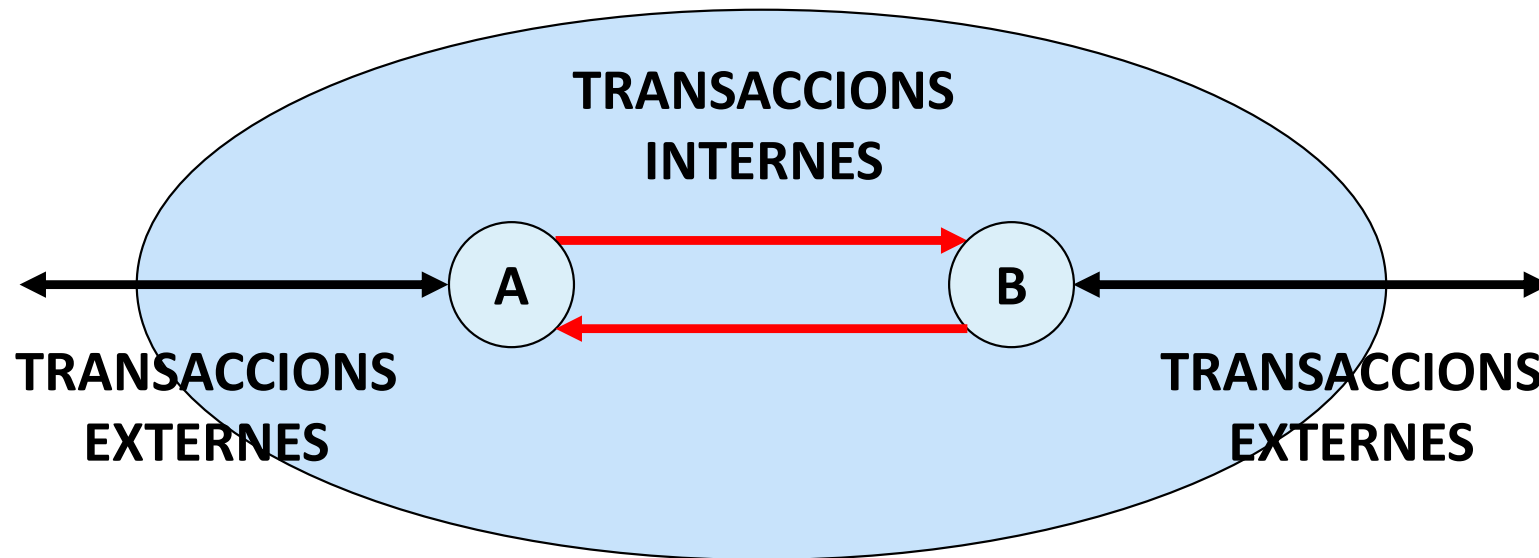 TRANSACCIONS
INTERNES
A
B
TRANSACCIONS
EXTERNES
TRANSACCIONS
EXTERNES